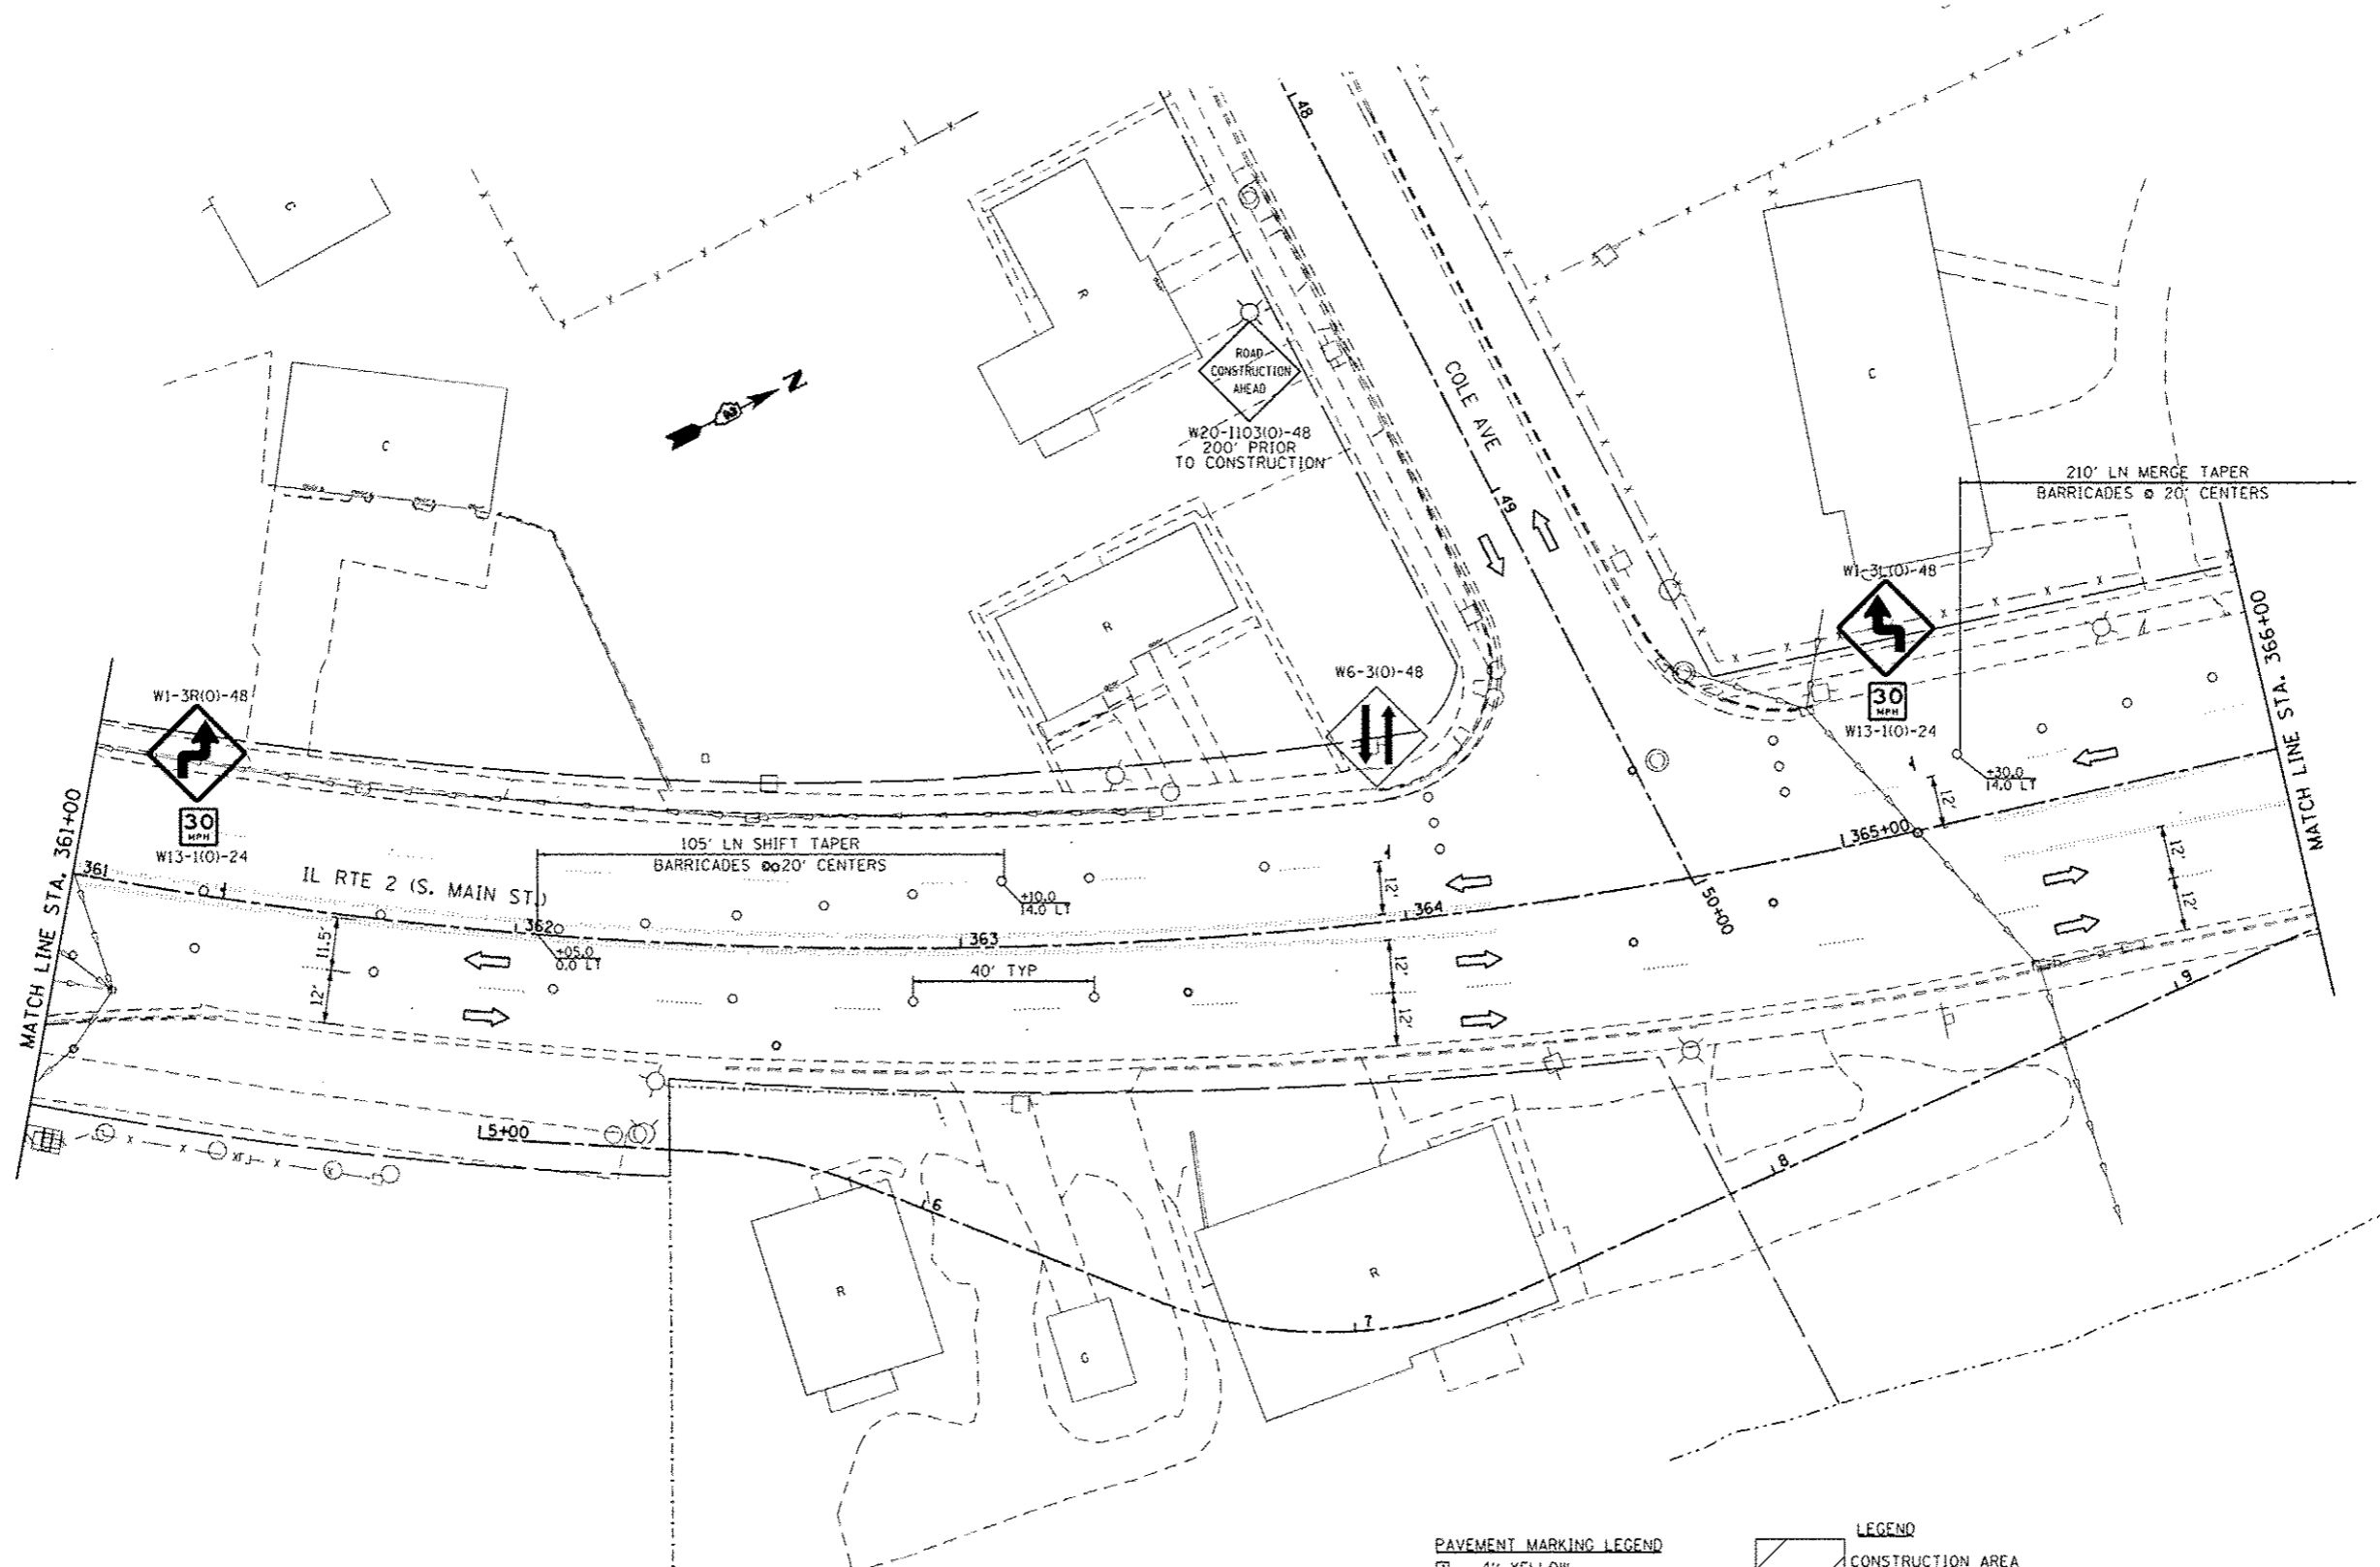 48
C
R
ROAD
CONSTRUCTION
AHEAD
W20-I103(O)-48
200' PRIOR
TO CONSTRUCTION
COLE AVE
49
C
210' LN MERGE TAPER
BARRICADES @ 20' CENTERS
C
R
W1-3L(O)-48
30
MPH
W13-1(O)-24
W6-3(O)-48
W1-3R(O)-48
30
MPH
W13-1(O)-24
MATCH LINE STA. 366+00
+30.0
14.0 LT
12'
365+00
MATCH LINE STA. 361+00
361
IL RTE 2 (S. MAIN ST.)
105' LN SHIFT TAPER
BARRICADES @ 20' CENTERS
+10.0
14.0 LT
12'
364
50+00
12'
12'
362
363
+05.0
0.0 LT
11.5'
12'
40' TYP
12'
12'
9
5+00
6
7
8
R
G
R
PAVEMENT MARKING LEGEND
4" YELLOW
LEGEND
CONSTRUCTION AREA